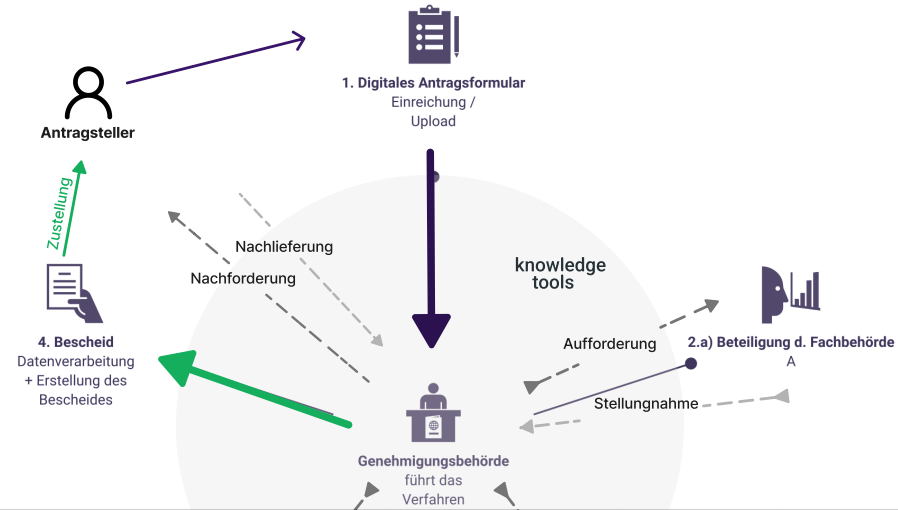 1. Digitales Antragsformular
Einreichung /
Upload
Antragsteller
Zustellung
Nachlieferung
Nachforderung
knowledge
tools
4. Bescheid
Datenverarbeitung
+ Erstellung des
Bescheides
Aufforderung
2.a) Beteiligung d. Fachbehörde
A
Stellungnahme
Genehmigungsbehörde
führt das
Verfahren